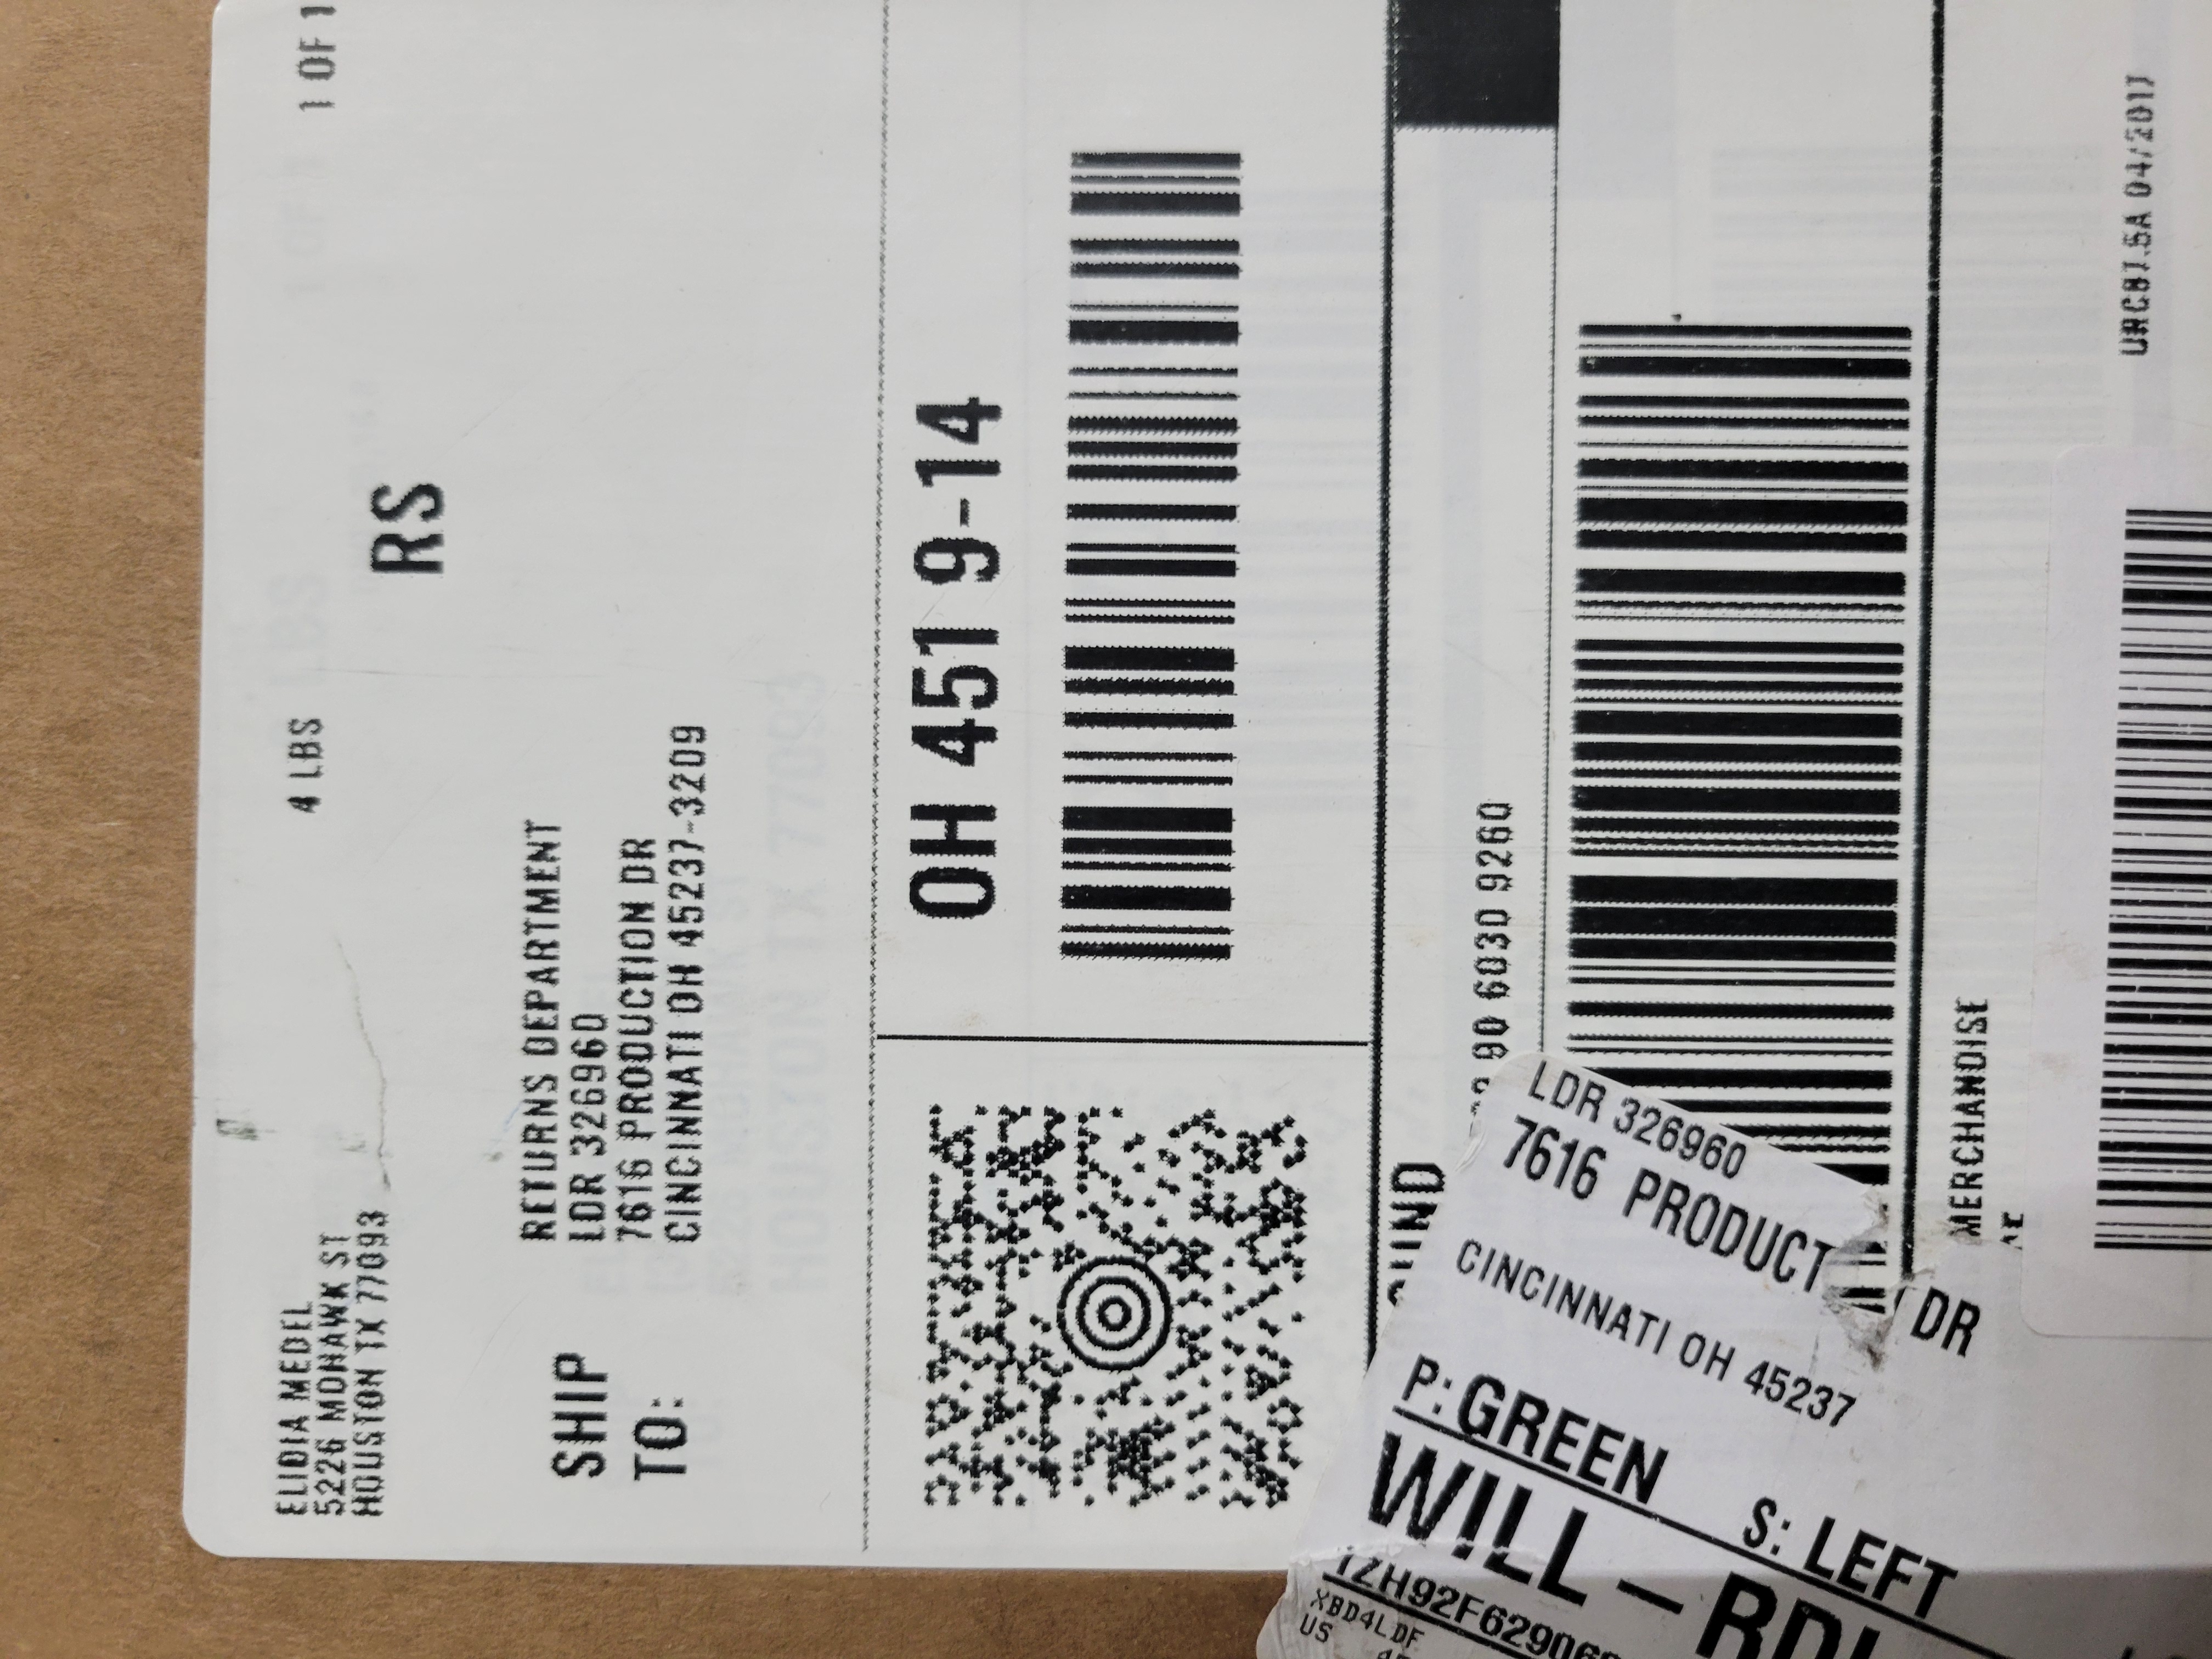 ELIDIA MEDEL
5226 MOHAWK ST
HOUSTON TX 77093
4 LBS
1 OF 1
RS
SHIP
TO:
RETURNS DEPARTMENT
LDR 326960
7616 PRODUCTION DR
CINCINNATI OH 45237-3209
OH 451 9-14
90 6030 9260
MERCHANDISE
04/2017
LDR 326960
7616 PRODUCT DR
CINCINNATI OH 45237
P: GREEN S: LEFT
WILL -
1ZH92F62906
XBD4LDF
US